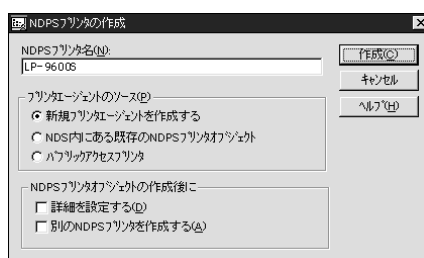 NDPSプリンタの作成
NDPSプリンタ名(N):
LP-9600S
作成(C)
キャンセル
ヘルプ(H)
プリンタエージェントのソース(P)
新規プリンタエージェントを作成する
NDS内にある既存のNDPSプリンタオブジェクト
パブリックアクセスプリンタ
NDPSプリンタオブジェクトの作成後に
詳細を設定する(D)
別のNDPSプリンタを作成する(A)